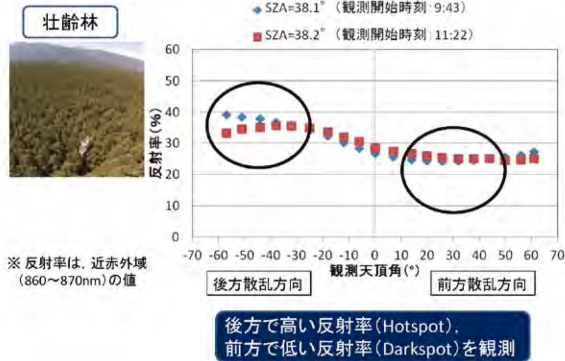 壮齢林
SZA=38.1° (観測開始時刻:9:43)
SZA=38.2° (観測開始時刻:11:22)
反射率(%)
60
50
40
30
20
10
0
-70 -60 -50 -40 -30 -20 -10 0 10 20 30 40 50 60 70
観測天頂角(°)
後方散乱方向
前方散乱方向
※ 反射率は、近赤外域
(860~870nm)の値
後方で高い反射率(Hotspot)、
前方で低い反射率(Darkspot)を観測